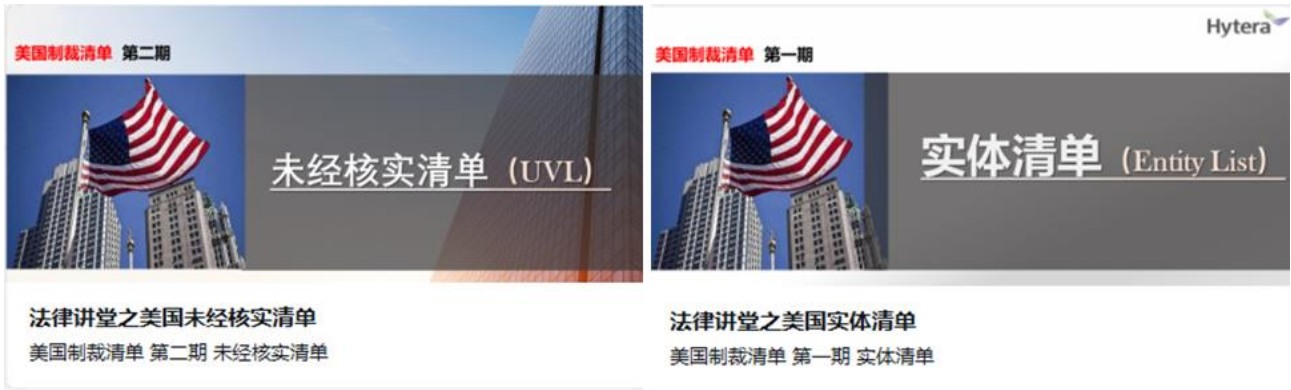 美国制裁清单 第二期
未经核实清单（UVL）
法律讲堂之美国未经核实清单
美国制裁清单 第二期 未经核实清单
Hytera
美国制裁清单 第一期
实体清单（Entity List）
法律讲堂之美国实体清单
美国制裁清单 第一期 实体清单